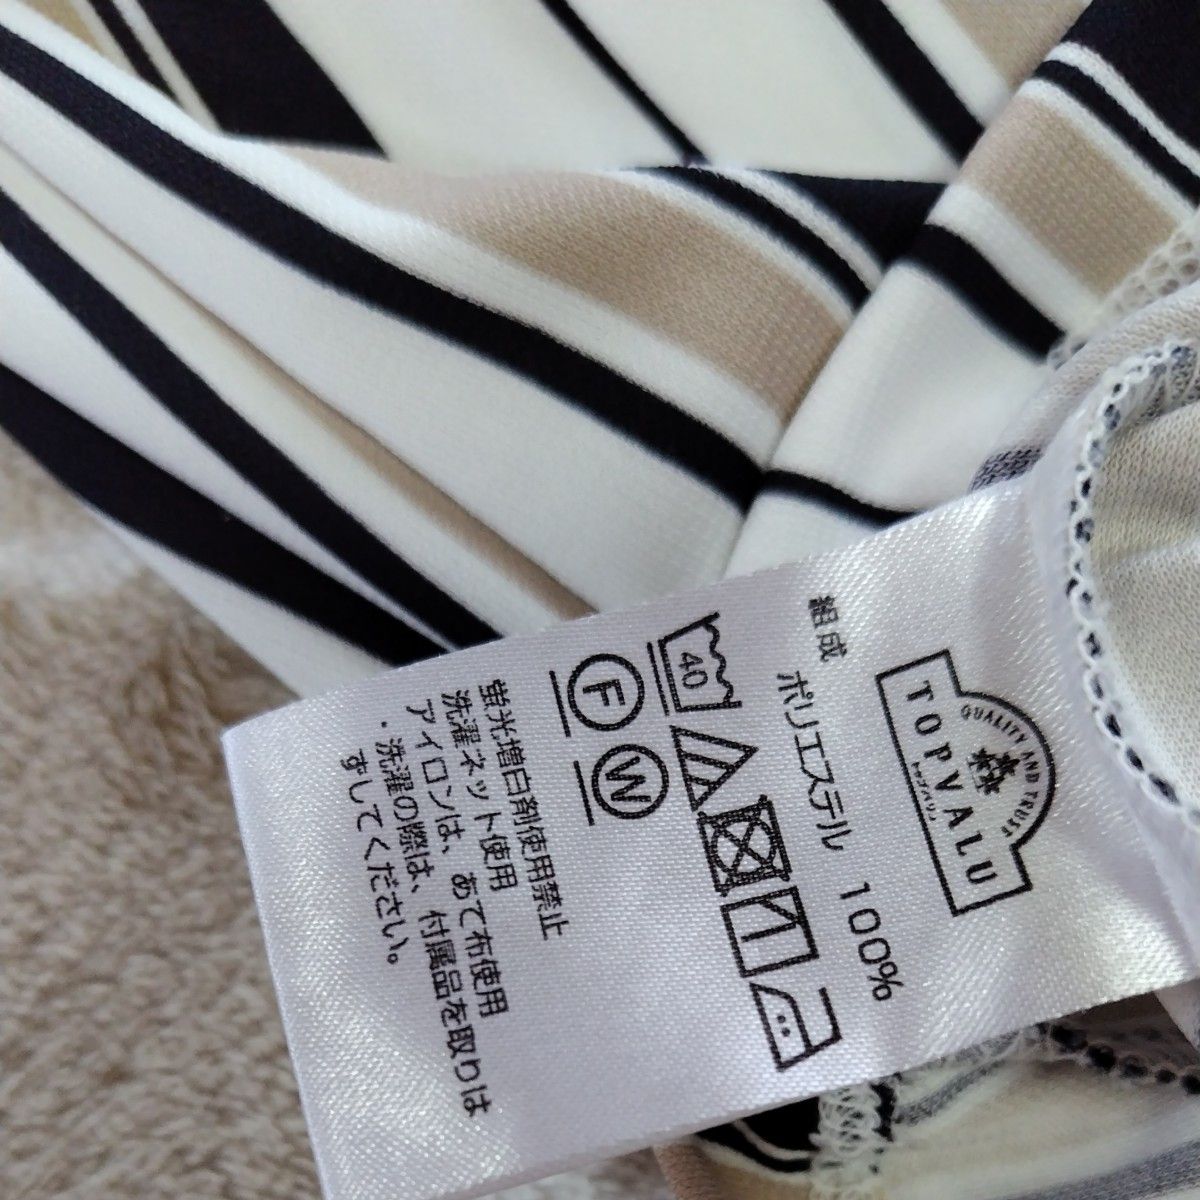 TOPVALU
トップバリュ
QUALITY AND TRUST
組成
ポリエステル 100%
40
F W
蛍光増白剤使用禁止
洗濯ネット使用
アイロンは、あて布使用
・洗濯の際は、付属品を取りは
ずしてください。